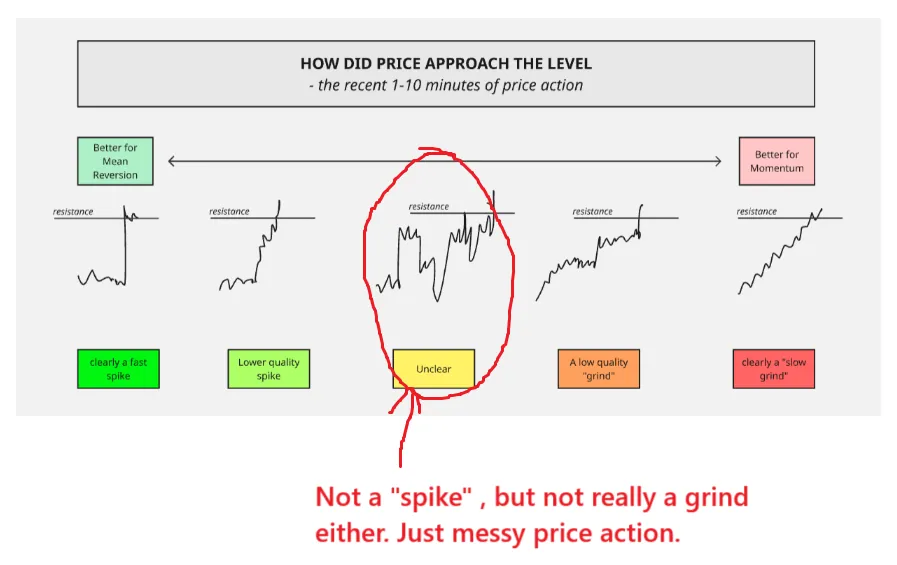 HOW DID PRICE APPROACH THE LEVEL
- the recent 1-10 minutes of price action
Better for
Mean
Reversion
Better for
Momentum
resistance
resistance
resistance
resistance
resistance
clearly a fast
spike
Lower quality
spike
Unclear
A low quality
"grind"
clearly a "slow
grind"
Not a "spike" , but not really a grind
either. Just messy price action.